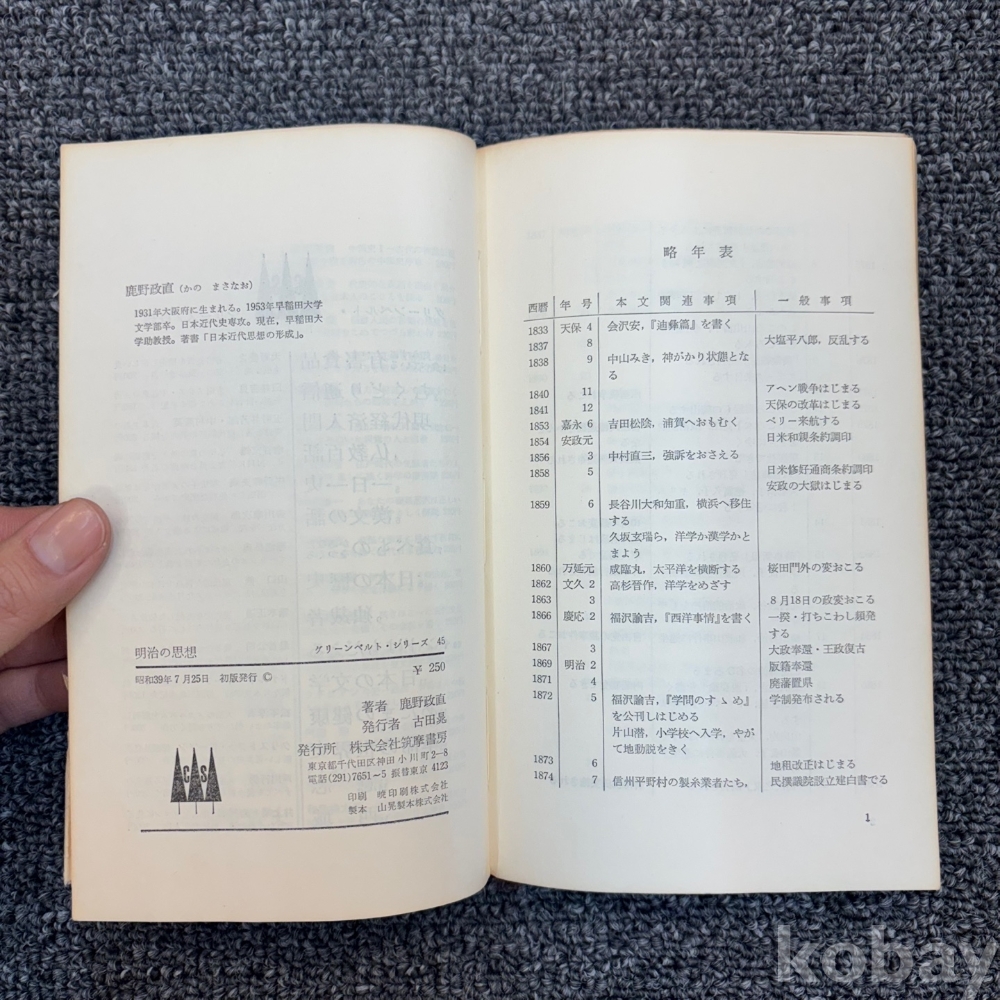 鹿野政直(かの まさなお)
1931年大阪府に生まれる。1953年早稲田大学
文学部卒。日本近代史専攻。現在,早稲田大
学助教授。著書「日本近代思想の形成」。
明治の思想 グリーンベルト・シリーズ 45
昭和39年7月25日 初版発行 © ¥250
著者 鹿野政直
発行者 古田晃
発行所 株式会社筑摩書房
東京都千代田区神田小川町2—8
電話(291)7651〜5 振替東京4123
印刷 暁印刷株式会社
製本 山晃製本株式会社
略年表
西暦 年号 本文関連事項 一般事項
1833 天保4 会沢安,『迪彝篇』を書く
1837 8 大塩平八郎,反乱する
1838 9 中山みき,神がかり状態とな
る
1840 11 アヘン戦争はじまる
1841 12 天保の改革はじまる
1853 嘉永6 吉田松陰,浦賀へおもむく ペリー来航する
1854 安政元 日米和親条約調印
1856 3 中村直三,強訴をおさえる
1858 5 日米修好通商条約調印
安政の大獄はじまる
1859 6 長谷川大和知重,横浜へ移住
する
久坂玄瑞ら,洋学か漢学かと
まよう
1860 万延元 咸臨丸,太平洋を横断する 桜田門外の変おこる
1862 文久2 高杉晋作,洋学をめざす
1863 3 8月18日の政変おこる
1866 慶応2 福沢諭吉,『西洋事情』を書く 一揆・打ちこわし頻発
する
1867 3 大政奉還・王政復古
1869 明治2 版籍奉還
1871 4 廃藩置県
1872 5 福沢諭吉,『学問のすゝめ』 学制発布される
を公刊しはじめる
片山潜,小学校へ入学,やが
て地動説をきく
1873 6 地租改正はじまる
1874 7 信州平野村の製糸業者たち, 民撰議院設立建白書でる
1
kobay